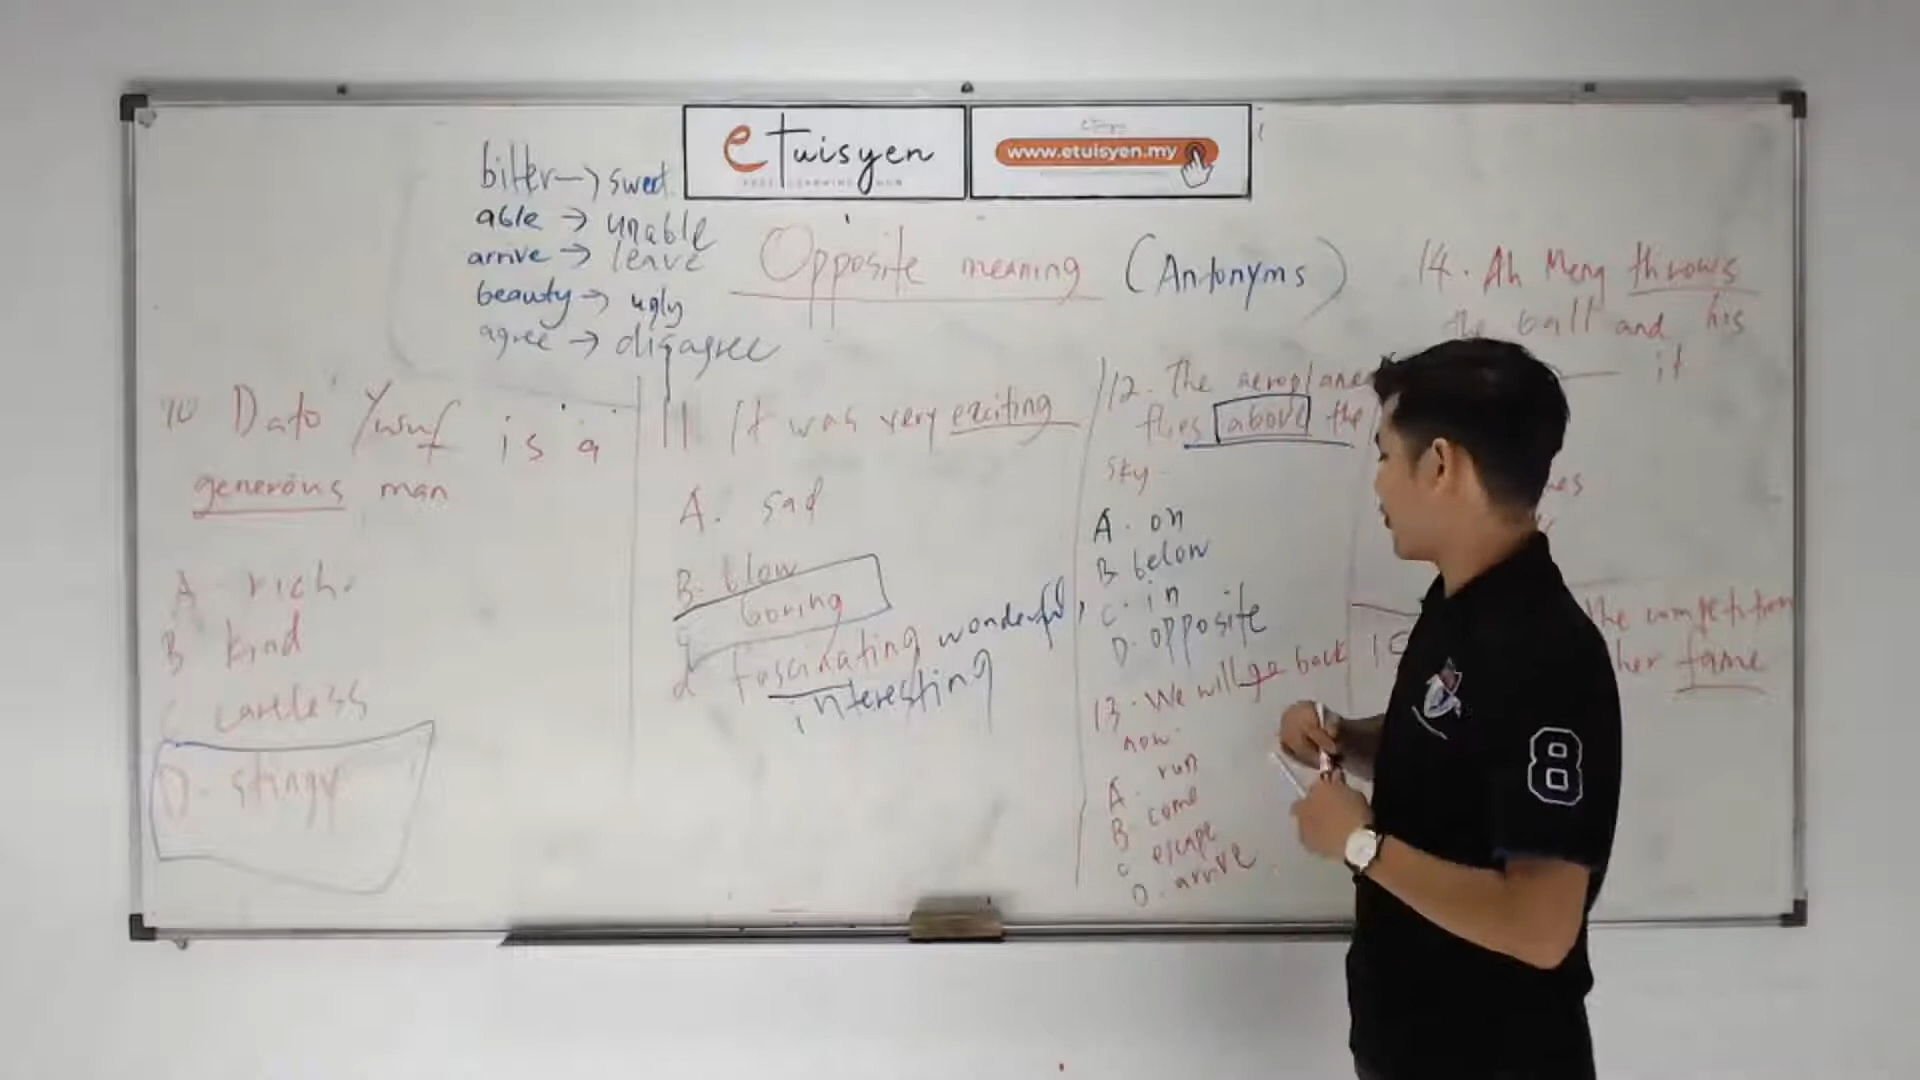 eTuisyen
www.etuisyen.my
bitter → sweet
able → unable
arrive → leave
beauty → ugly
agree → disagree
Opposite meaning (Antonyms)
10 Dato Yusuf is a
generous man
A rich
B kind
C careless
D. stingy
11 It was very exciting
A. sad
B. blow
C boring
d fascinating wonderful,
interesting
12. The aeroplane
flies above the
sky
A. on
B below
C. in
D. opposite
13. We will go back
now.
A. run
B come
C escape
D. arrive
14. Ah Meng throws
the ball and his
it
the competition
her fame
8